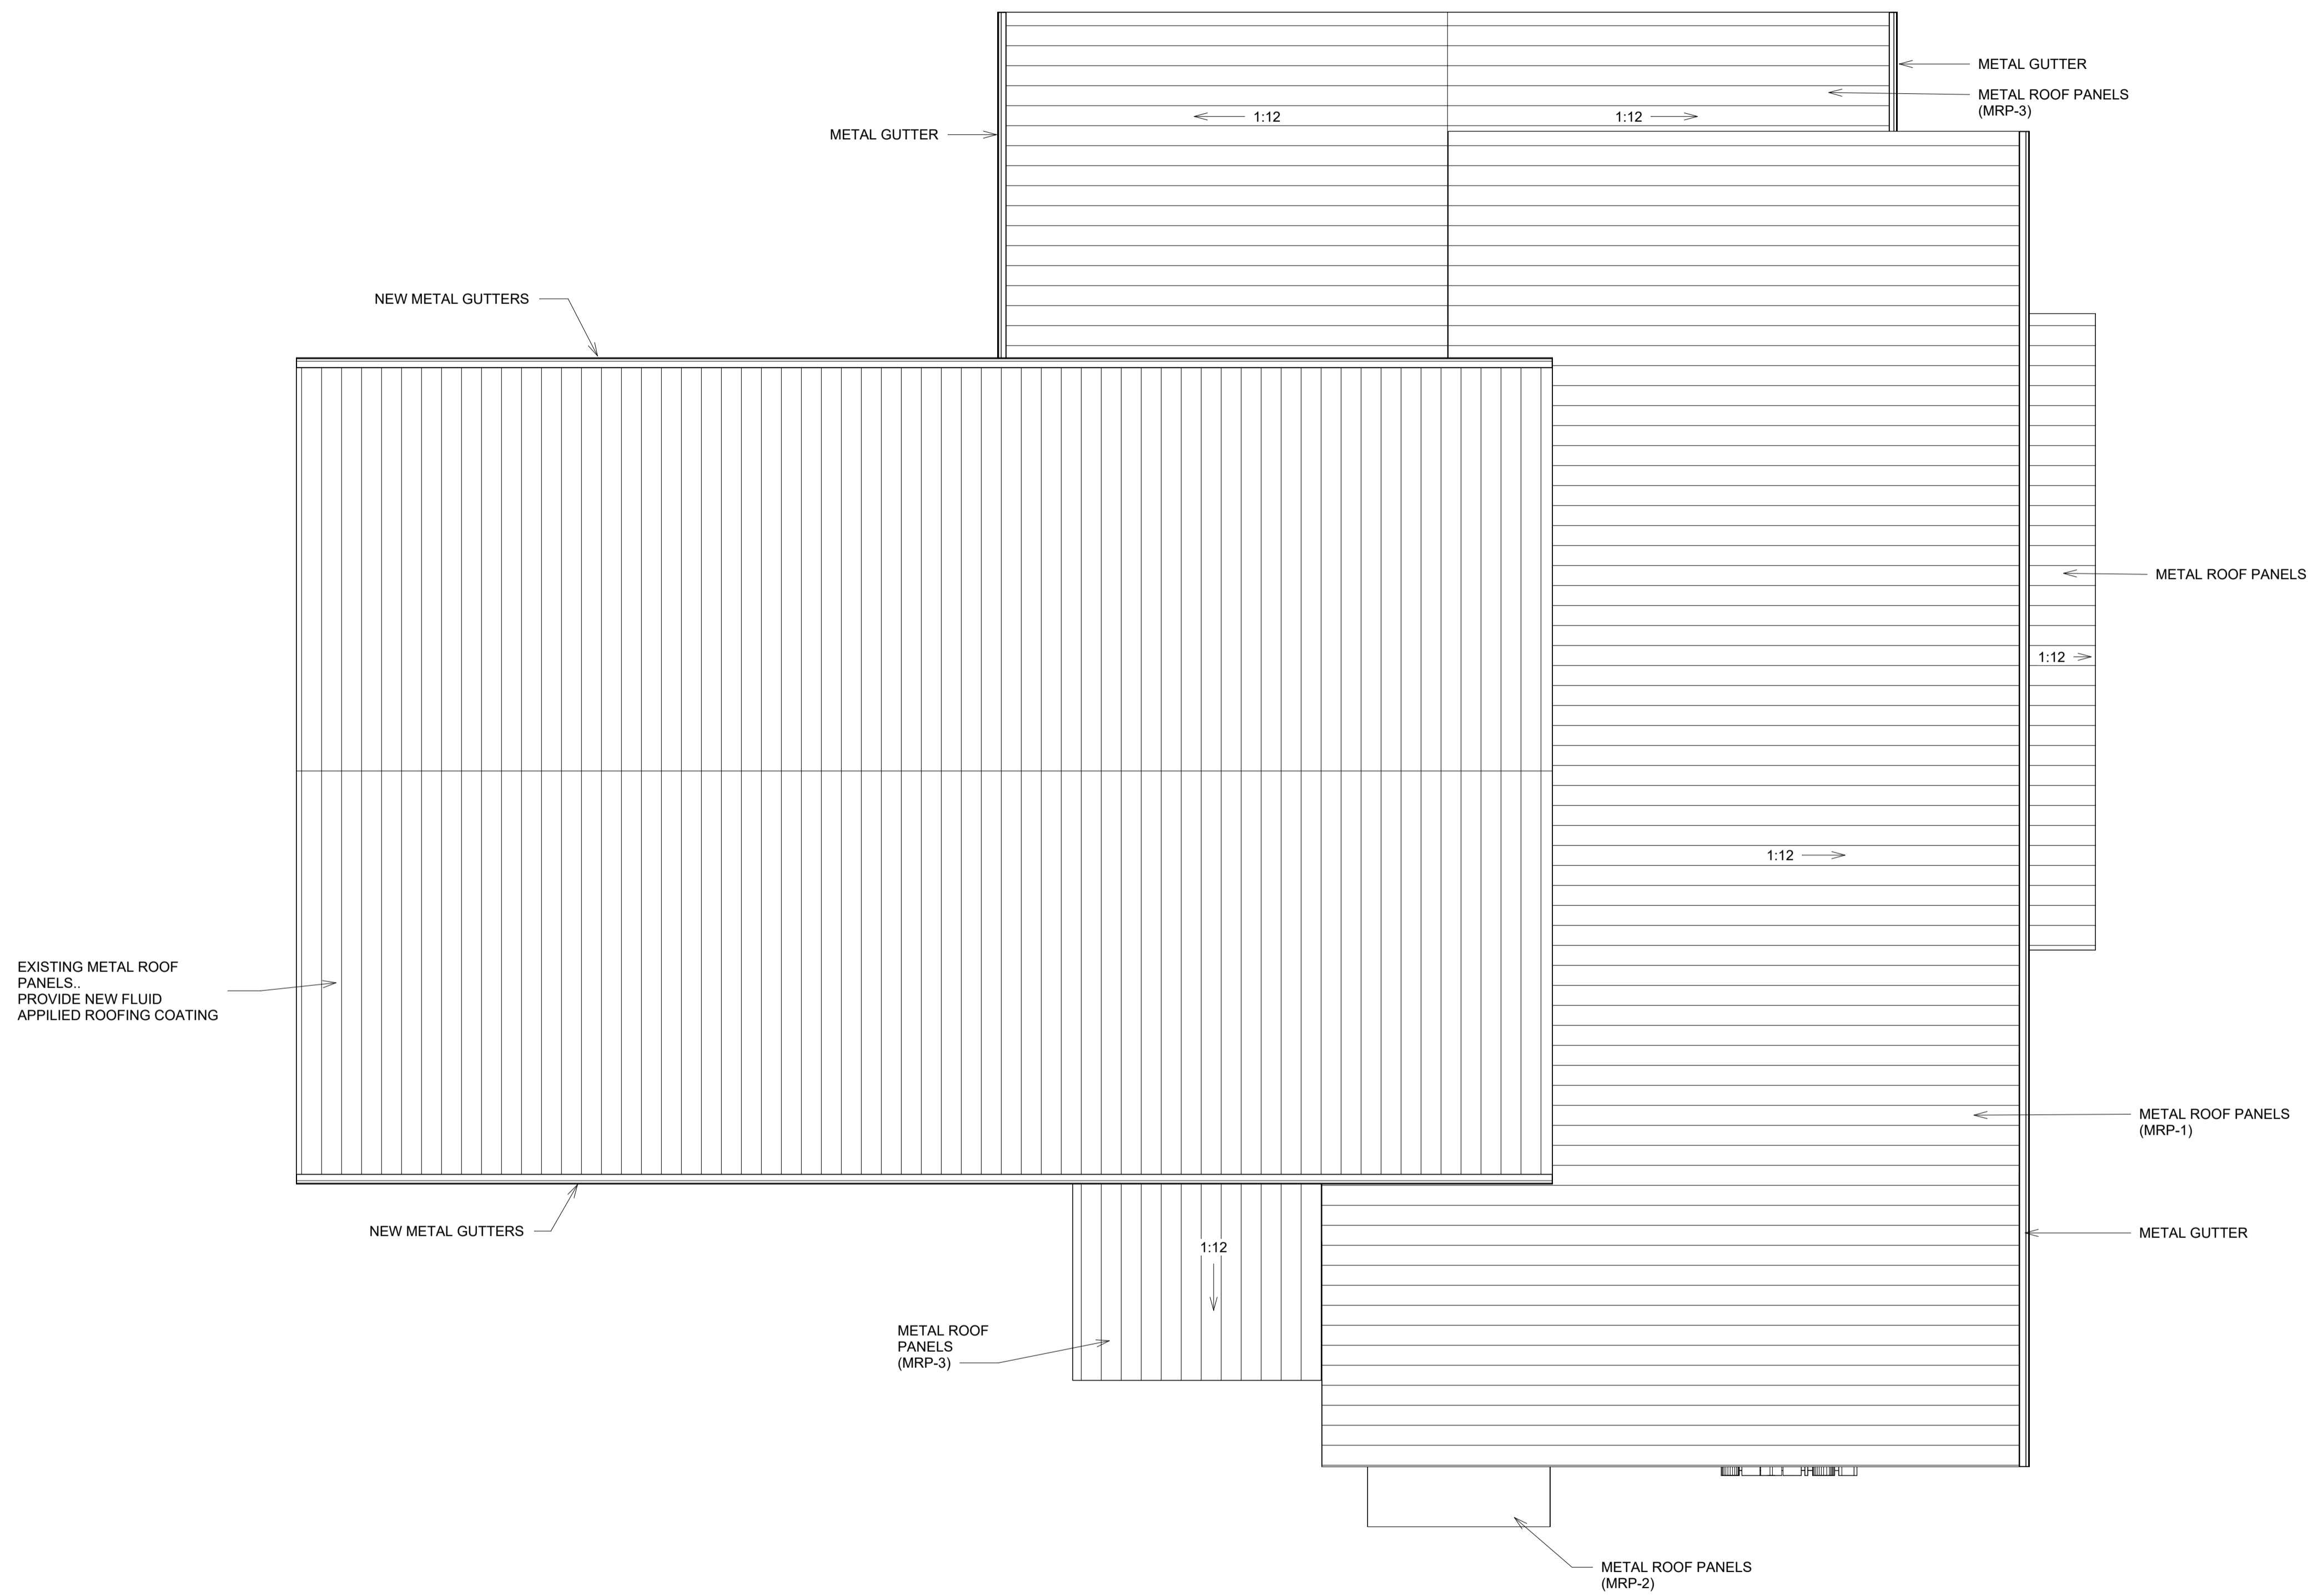 METAL GUTTER
METAL ROOF PANELS
(MRP-3)
1:12
1:12
METAL GUTTER
NEW METAL GUTTERS
METAL ROOF PANELS
1:12
1:12
EXISTING METAL ROOF
PANELS..
PROVIDE NEW FLUID
APPILIED ROOFING COATING
METAL ROOF PANELS
(MRP-1)
NEW METAL GUTTERS
METAL GUTTER
1:12
METAL ROOF
PANELS
(MRP-3)
METAL ROOF PANELS
(MRP-2)